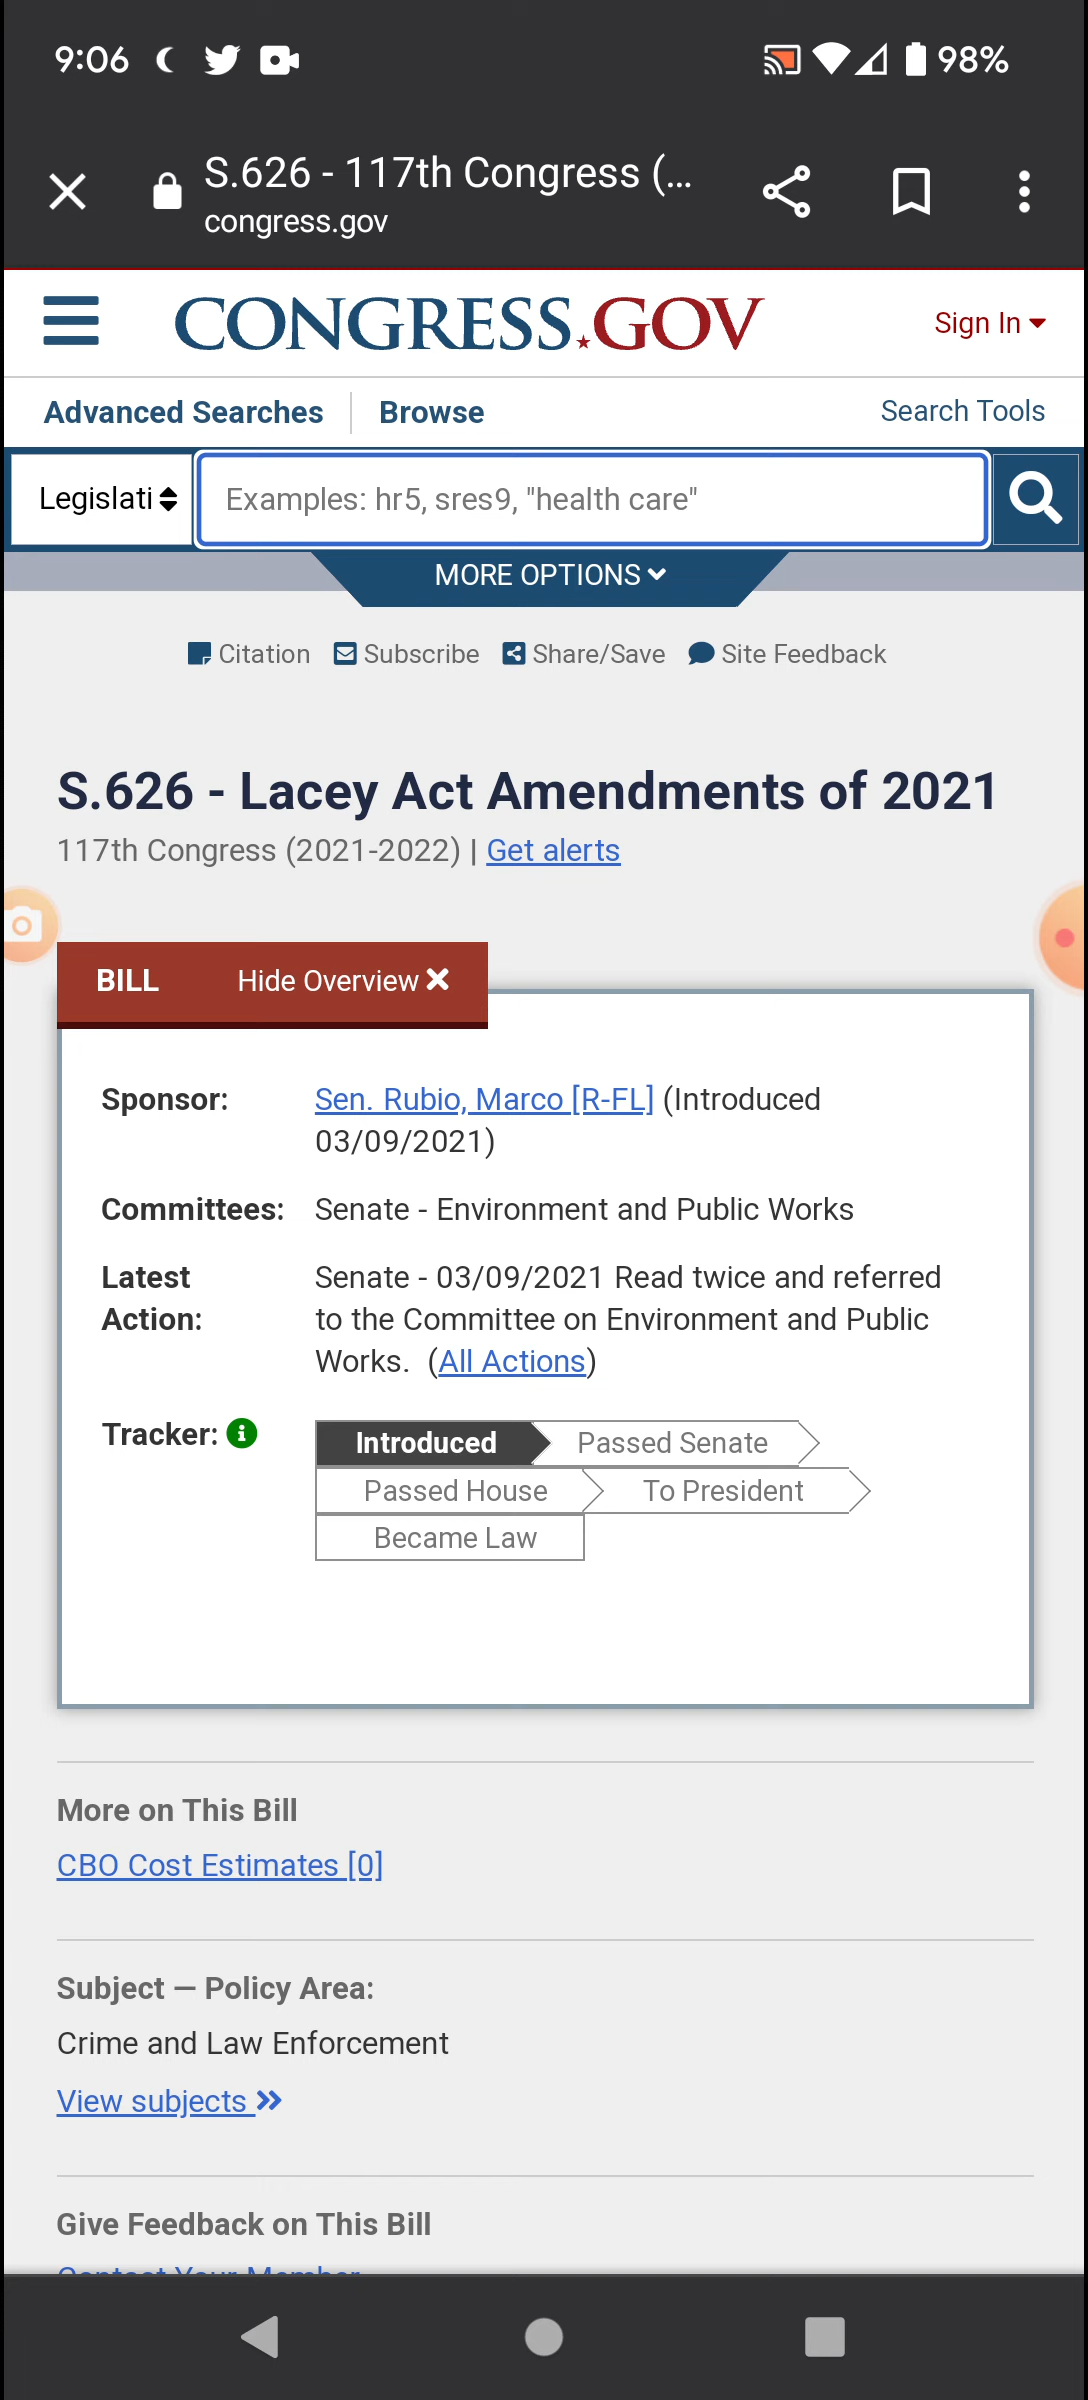 9:06
98%
S.626 - 117th Congress (...
congress.gov
CONGRESS.GOV
Sign In
Advanced Searches
Browse
Search Tools
Legislati
Examples: hr5, sres9, "health care"
MORE OPTIONS
Citation
Subscribe
Share/Save
Site Feedback
S.626 - Lacey Act Amendments of 2021
117th Congress (2021-2022) | Get alerts
BILL
Hide Overview
Sponsor:
Sen. Rubio, Marco [R-FL] (Introduced
03/09/2021)
Committees:
Senate - Environment and Public Works
Latest
Action:
Senate - 03/09/2021 Read twice and referred
to the Committee on Environment and Public
Works. (All Actions)
Tracker:
Introduced
Passed Senate
Passed House
To President
Became Law
More on This Bill
CBO Cost Estimates [0]
Subject — Policy Area:
Crime and Law Enforcement
View subjects
Give Feedback on This Bill
Contact Your Member